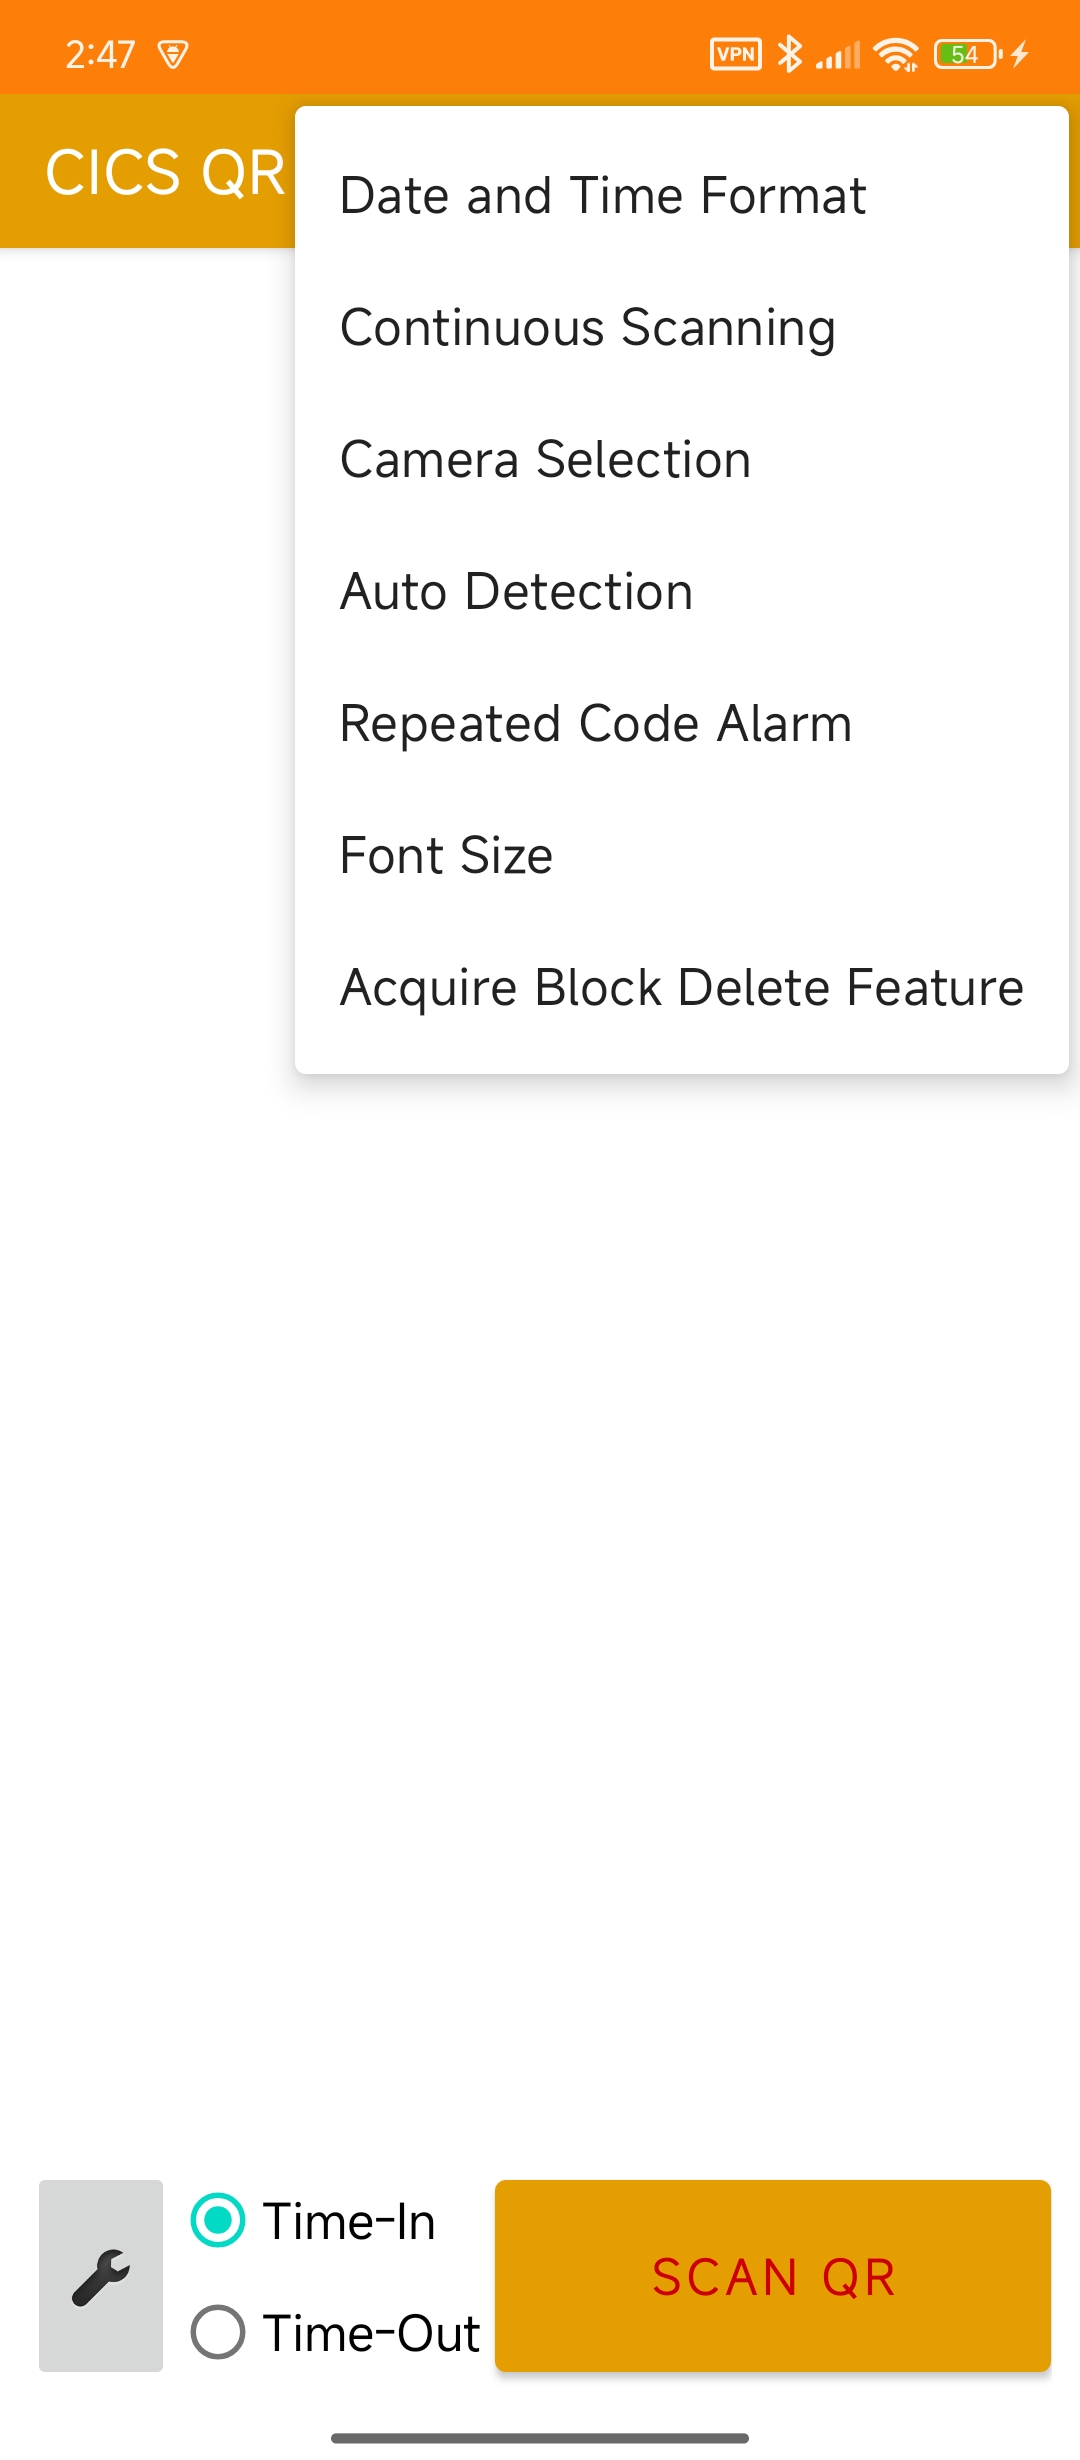 2:47
VPN
54
CICS QR
Date and Time Format
Continuous Scanning
Camera Selection
Auto Detection
Repeated Code Alarm
Font Size
Acquire Block Delete Feature
Time-In
Time-Out
SCAN QR